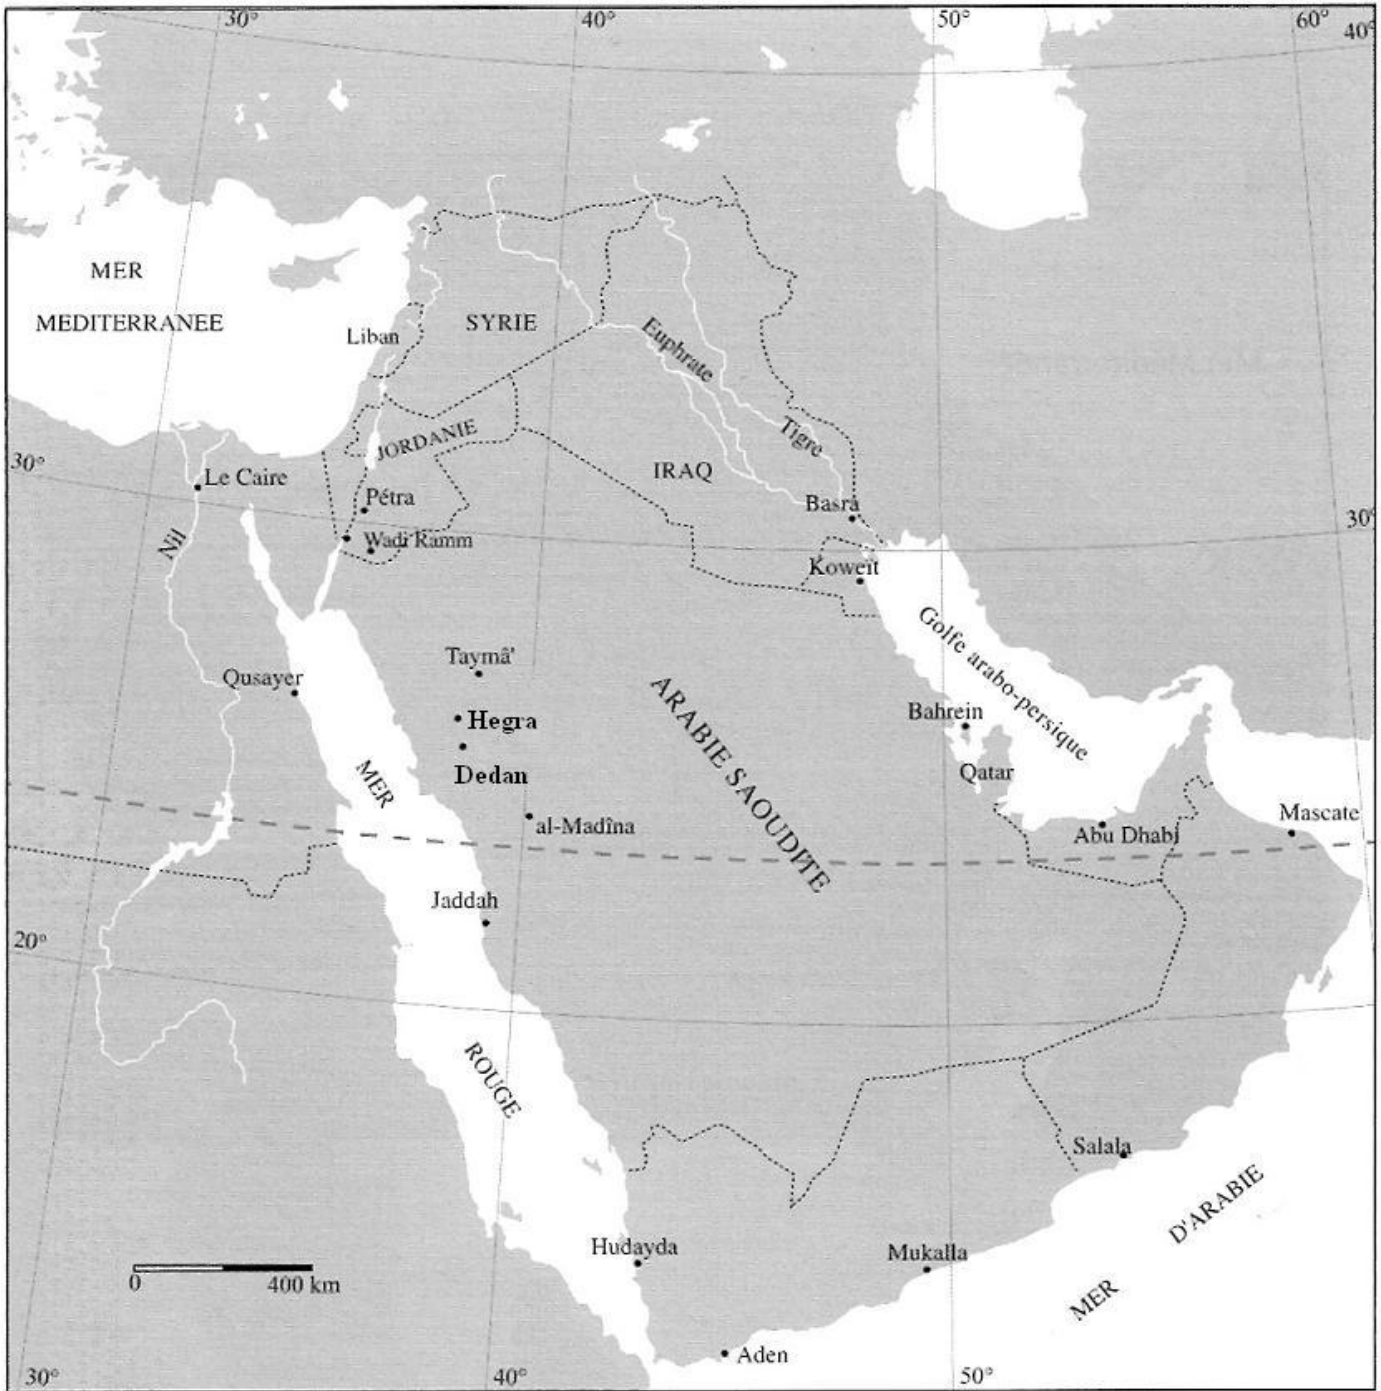 30°
40°
50°
60°
40°
MER
MEDITERRANEE
Liban
SYRIE
Euphrate
JORDANIE
Tigre
IRAQ
30°
Le Caire
Pétra
Basra
30°
Nil
Wadi Ramm
Koweït
Golfe arabo-persique
Taymâ'
Qusayer
ARABIE SAOUDITE
Bahrein
Hegra
MER
Dedan
Qatar
al-Madîna
Abu Dhabi
Mascate
Jaddah
20°
ROUGE
Salala
D'ARABIE
Hudayda
Mukalla
0
400 km
MER
Aden
30°
40°
50°